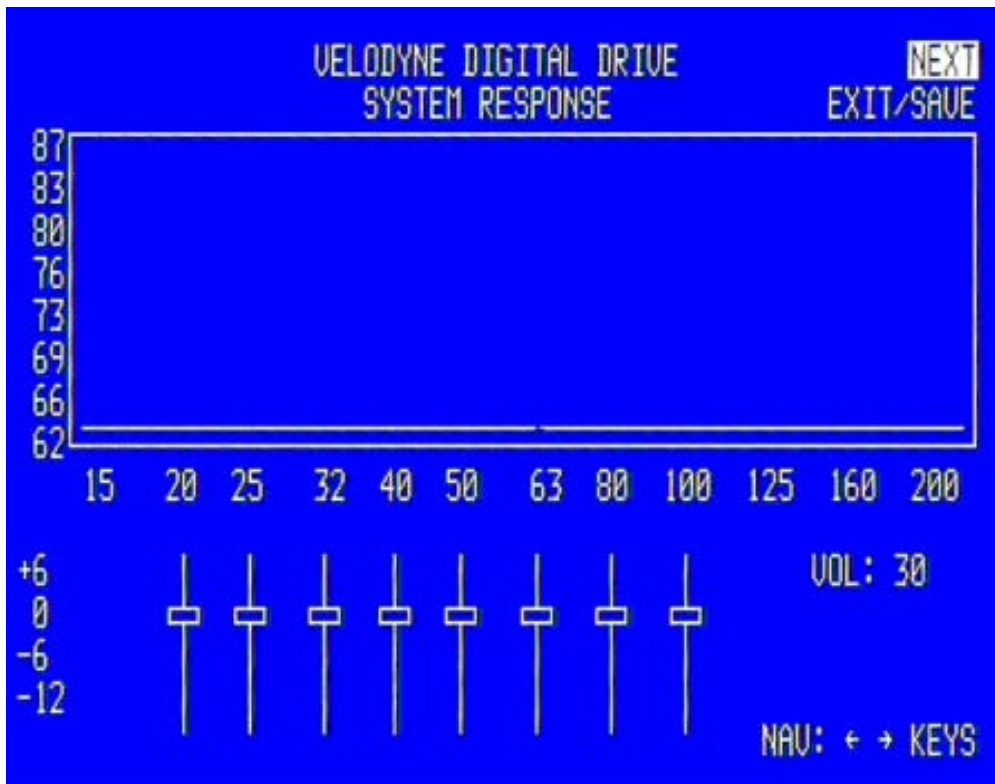 VELODYNE DIGITAL DRIVE
NEXT
SYSTEM RESPONSE
EXIT/SAVE
87
83
80
76
73
69
66
62
15 20 25 32 40 50 63 80 100 125 160 200
+6
VOL: 30
0
-6
-12
NAV: ← → KEYS